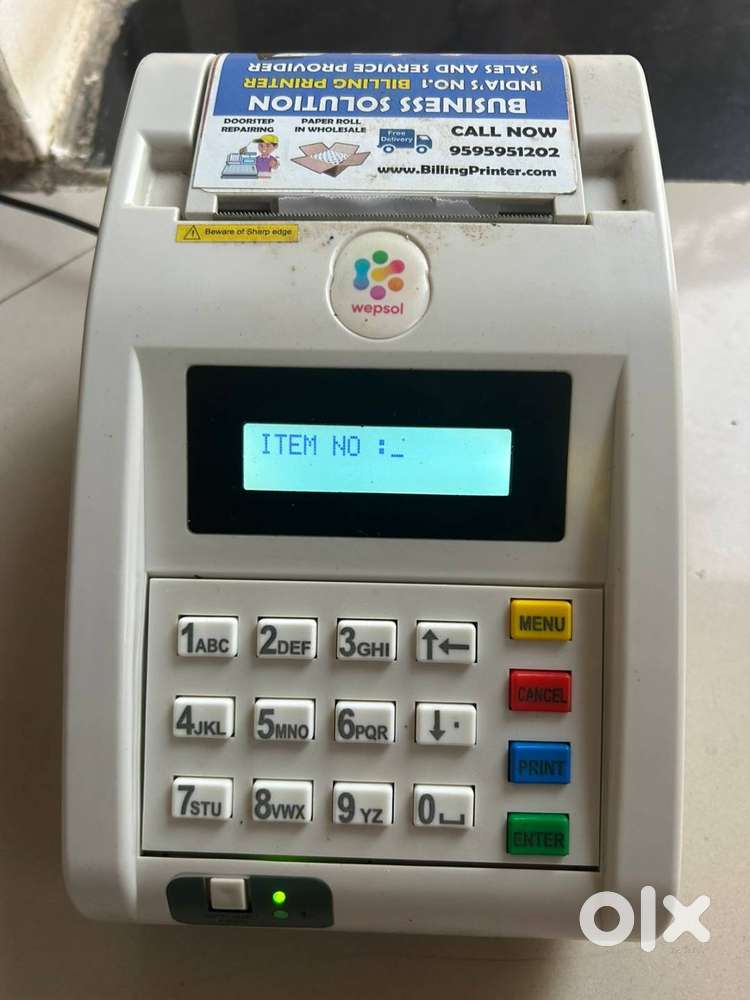 SALES AND SERVICE PROVIDER
INDIA'S NO.1 BILLING PRINTER
BUSINESS SOLUTION
DOORSTEP
REPAIRING
PAPER ROLL
IN WHOLESALE
Free
Delivery
CALL NOW
9595951202
www.BillingPrinter.com
Beware of Sharp edge
wepsol
ITEM NO :_
1ABC 2DEF 3GHI ↑← MENU
CANCEL
4JKL 5MNO 6PQR ↓· 
PRINT
7STU 8VWX 9YZ 0⎵
ENTER
olx